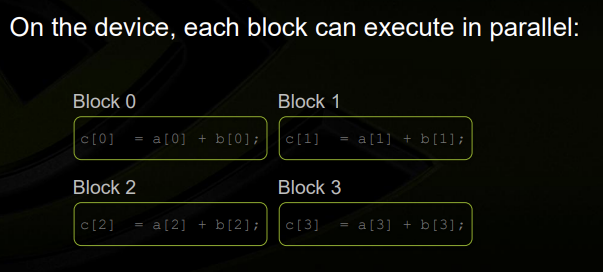 On the device, each block can execute in parallel:
Block 0
c[0] = a[0] + b[0];
Block 1
c[1] = a[1] + b[1];
Block 2
c[2] = a[2] + b[2];
Block 3
c[3] = a[3] + b[3];